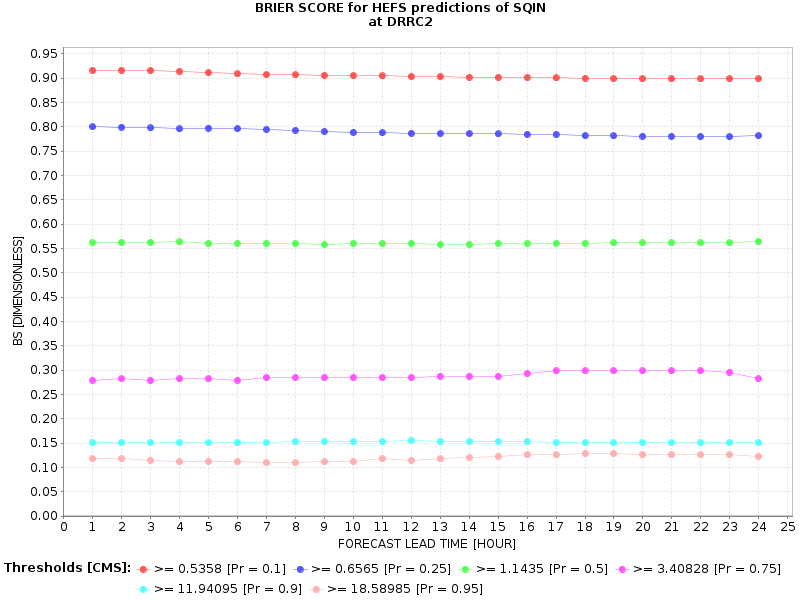 BRIER SCORE for HEFS predictions of SQIN
at DRRC2
BS [DIMENSIONLESS]
0.95
0.90
0.85
0.80
0.75
0.70
0.65
0.60
0.55
0.50
0.45
0.40
0.35
0.30
0.25
0.20
0.15
0.10
0.05
0.00
0 1 2 3 4 5 6 7 8 9 10 11 12 13 14 15 16 17 18 19 20 21 22 23 24 25
FORECAST LEAD TIME [HOUR]
Thresholds [CMS]: >= 0.5358 [Pr = 0.1] >= 0.6565 [Pr = 0.25] >= 1.1435 [Pr = 0.5] >= 3.40828 [Pr = 0.75]
>= 11.94095 [Pr = 0.9] >= 18.58985 [Pr = 0.95]